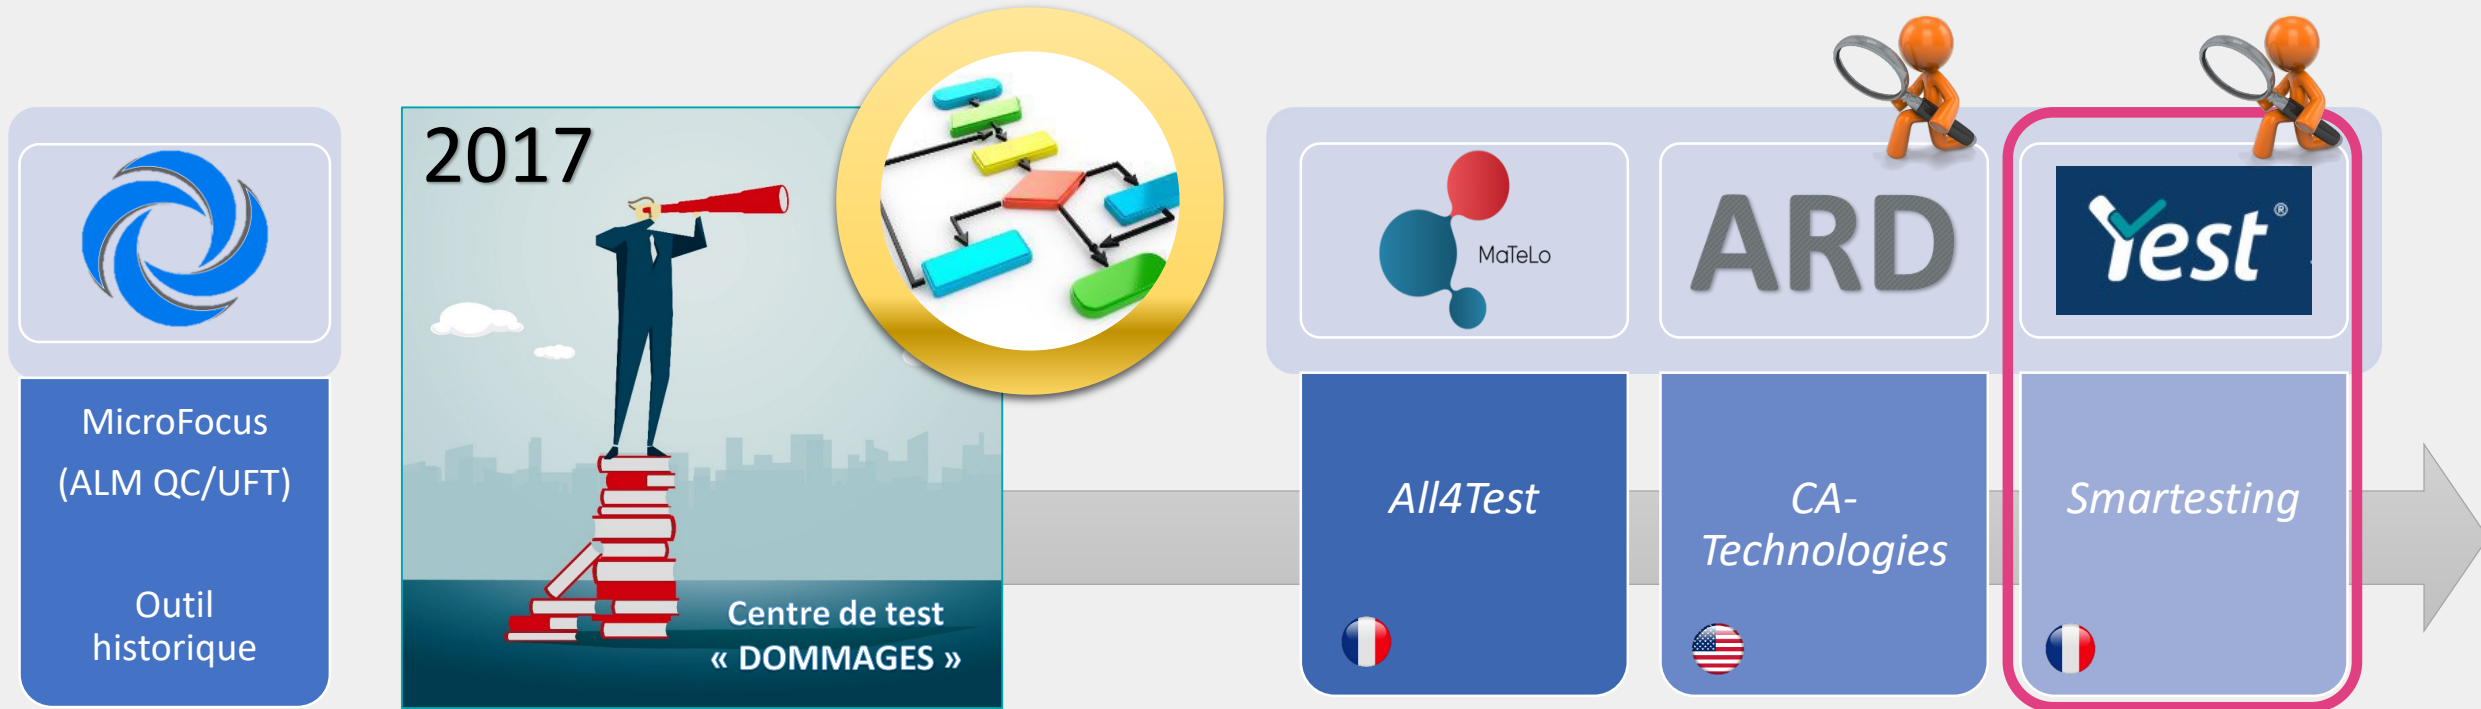 MicroFocus
(ALM QC/UFT)
Outil
historique
2017
Centre de test
« DOMMAGES »
MaTeLo
ARD
Yest®
All4Test
CA-
Technologies
Smartesting